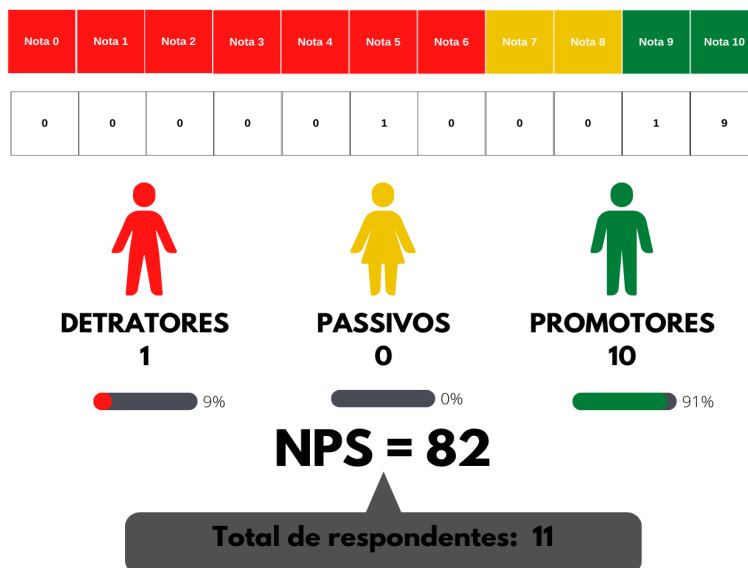 Nota 0 Nota 1 Nota 2 Nota 3 Nota 4 Nota 5 Nota 6 Nota 7 Nota 8 Nota 9 Nota 10
0 0 0 0 0 1 0 0 0 1 9
DETRATORES PASSIVOS PROMOTORES
1 0 10
9% 0% 91%
NPS = 82
Total de respondentes: 11